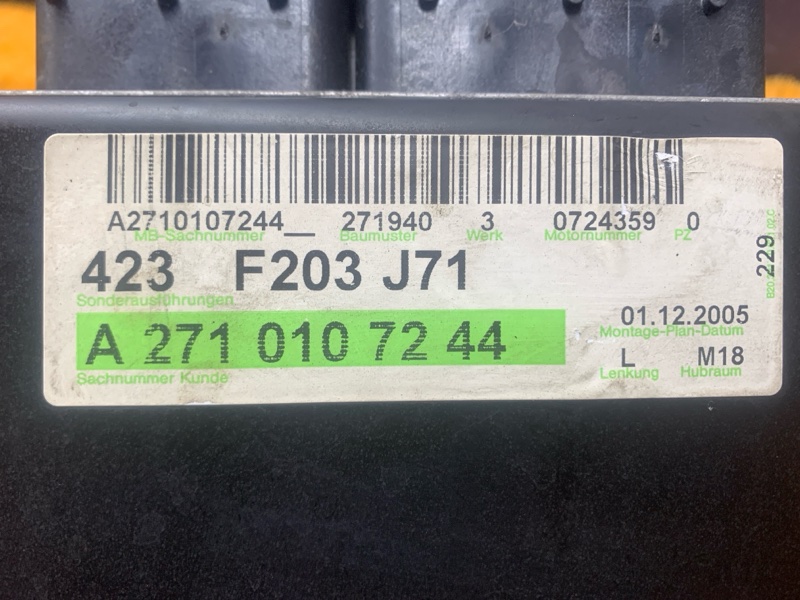 A2710107244__ 271940 3 0724359 0
MB-Sachnummer Baumuster Werk Motornummer PZ
423 F203 J71
Sonderausführungen
A 271 010 72 44
Sachnummer Kunde
01.12.2005
Montage-Plan-Datum
L M18
Lenkung Hubraum
229